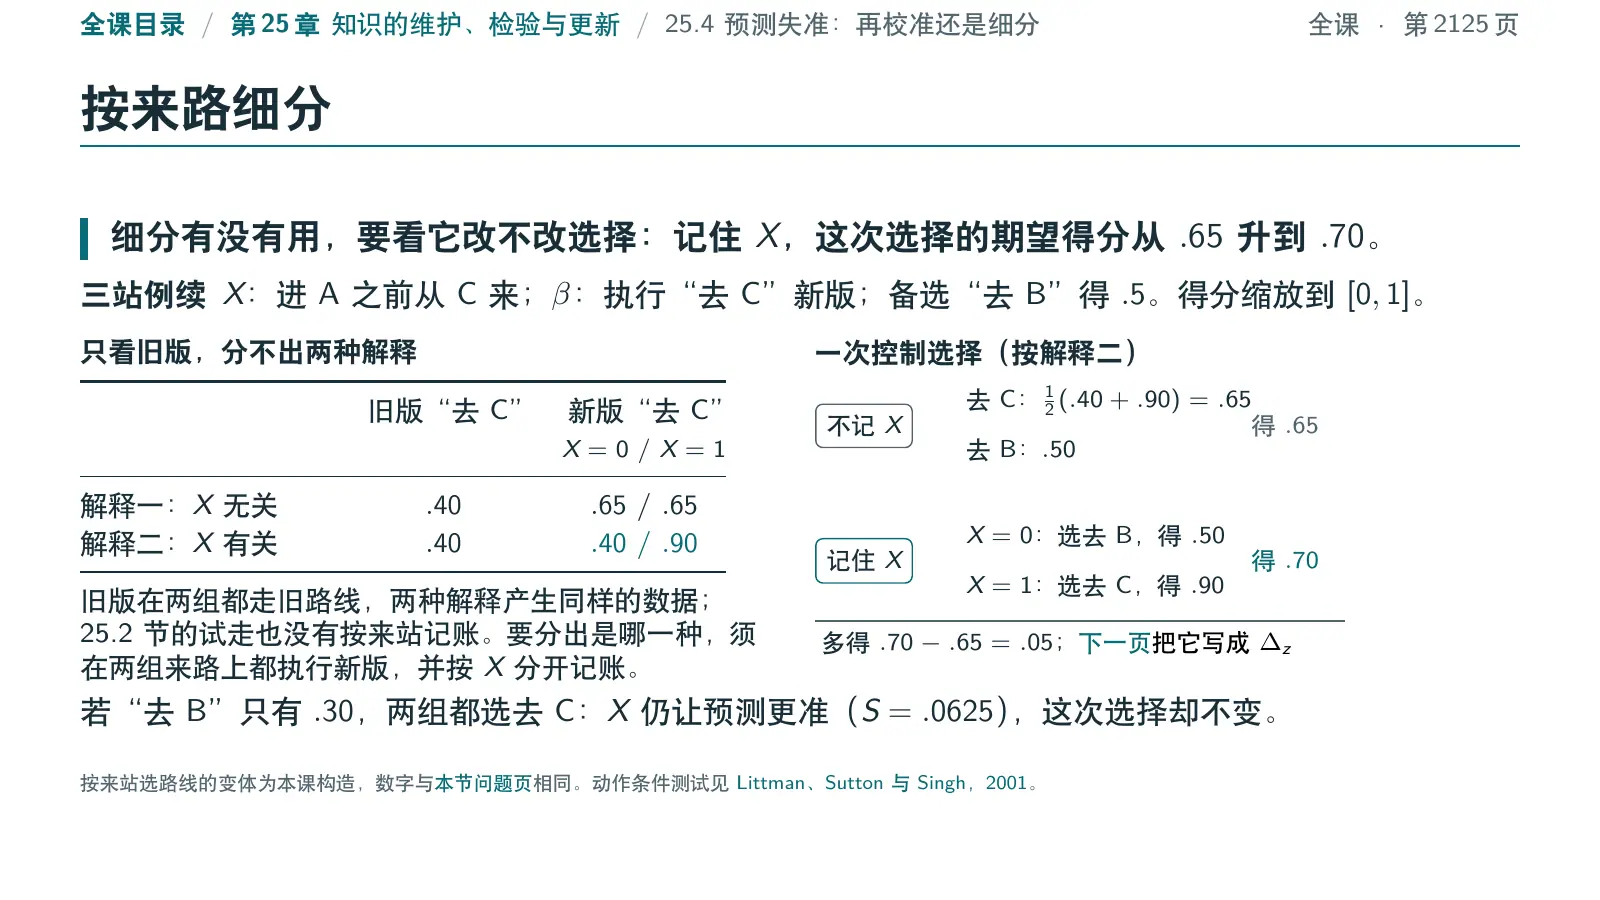 全课目录 / 第 25 章 知识的维护、检验与更新 / 25.4 预测失准：再校准还是细分
全课 · 第 2125 页
按来路细分
细分有没有用，要看它改不改选择：记住 X，这次选择的期望得分从 .65 升到 .70。
三站例续 X：进 A 之前从 C 来；β：执行“去 C”新版；备选“去 B”得 .5。得分缩放到 [0, 1]。
只看旧版，分不出两种解释
旧版“去 C” 新版“去 C”
X = 0 / X = 1
解释一：X 无关 .40 .65 / .65
解释二：X 有关 .40 .40 / .90
旧版在两组都走旧路线，两种解释产生同样的数据；
25.2 节的试走也没有按来站记账。要分出是哪一种，须
在两组来路上都执行新版，并按 X 分开记账。
一次控制选择（按解释二）
不记 X
去 C：½(.40 + .90) = .65
去 B：.50
得 .65
记住 X
X = 0：选去 B，得 .50
X = 1：选去 C，得 .90
得 .70
多得 .70 − .65 = .05；下一页把它写成 Δz
若“去 B”只有 .30，两组都选去 C：X 仍让预测更准（S = .0625），这次选择却不变。
按来站选路线的变体为本课构造，数字与本节问题页相同。动作条件测试见 Littman、Sutton 与 Singh，2001。